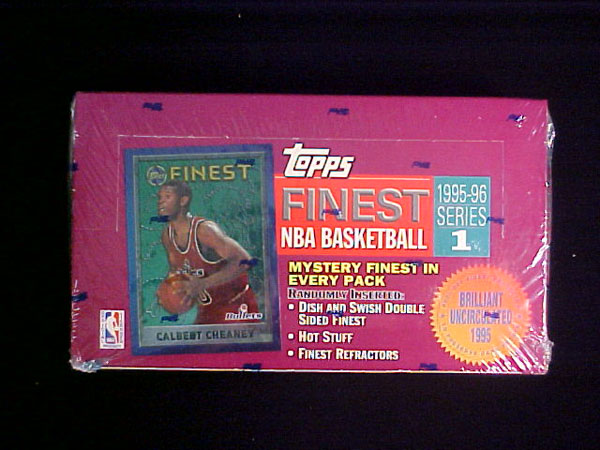 FINEST
Bullets
CALBERT CHEANEY
TOPPS
FINEST
NBA BASKETBALL
1995-96
SERIES
1
MYSTERY FINEST IN
EVERY PACK
RANDOMLY INSERTED:
• DISH AND SWISH DOUBLE
SIDED FINEST
• HOT STUFF
• FINEST REFRACTORS
BRILLIANT
UNCIRCULATED
1995
NBA